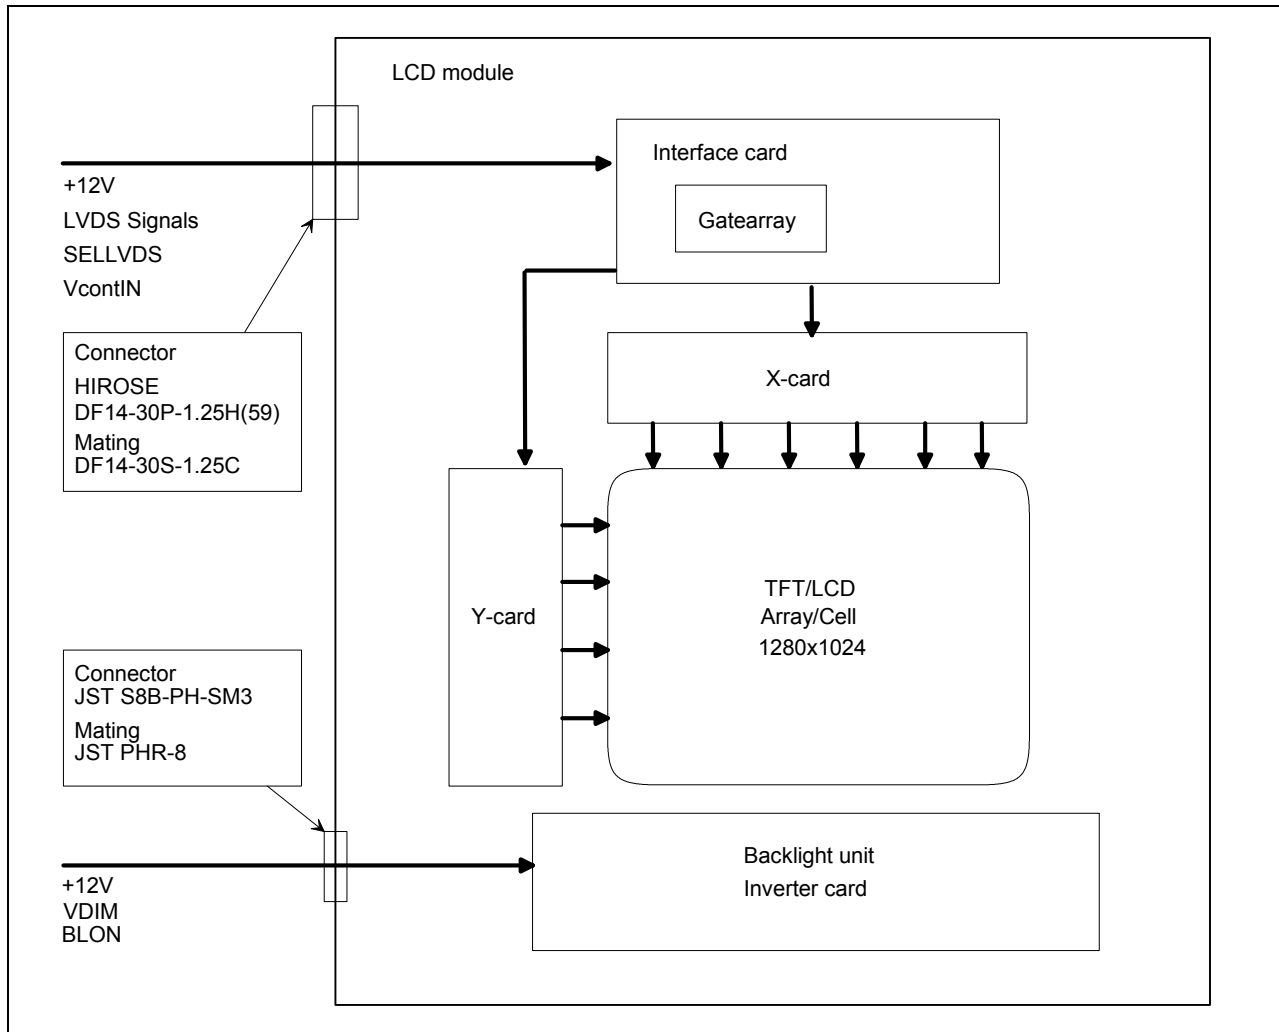 LCD module
Interface card
Gatearray
+12V
LVDS Signals
SELLVDS
VcontIN
Connector
HIROSE
DF14-30P-1.25H(59)
Mating
DF14-30S-1.25C
X-card
Y-card
TFT/LCD
Array/Cell
1280x1024
Connector
JST S8B-PH-SM3
Mating
JST PHR-8
Backlight unit
Inverter card
+12V
VDIM
BLON